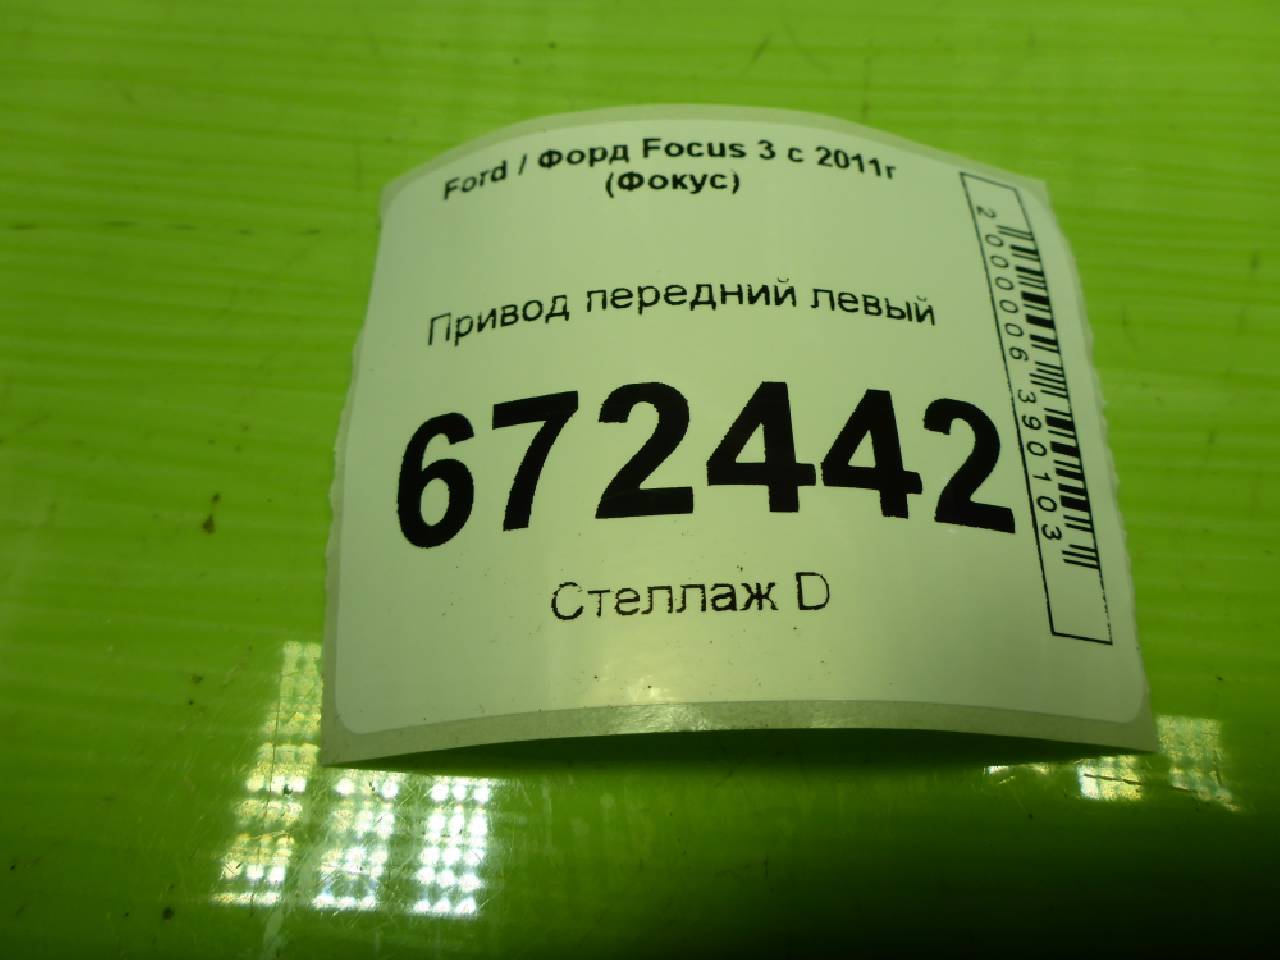 Ford / Форд Focus 3 с 2011г
(Фокус)
Привод передний левый
672442
Стеллаж D
2000006390103